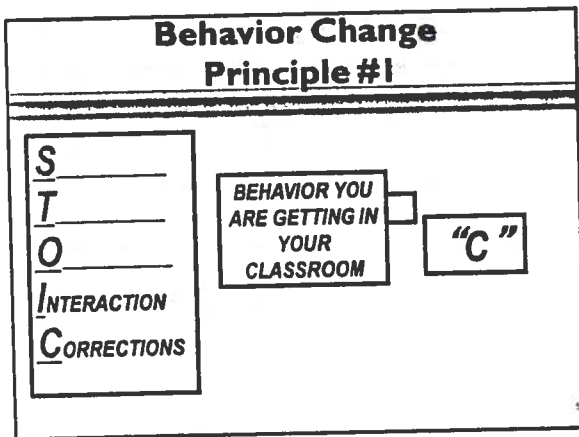 Behavior Change
Principle #1
S
T
O
INTERACTION
CORRECTIONS
BEHAVIOR YOU
ARE GETTING IN
YOUR
CLASSROOM
"C"